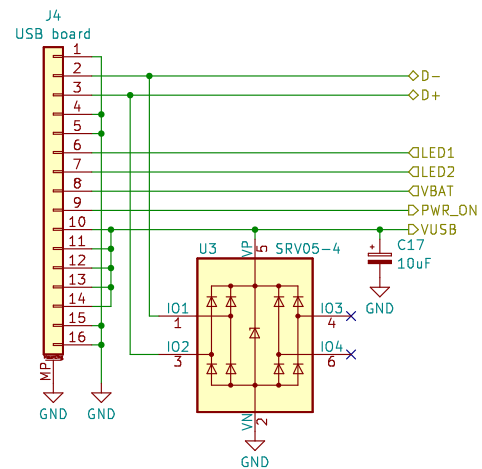 J4
USB board
1
2
3
4
5
6
7
8
9
10
11
12
13
14
15
16
MP
GND
GND
D-
D+
LED1
LED2
VBAT
PWR_ON
VUSB
C17
10uF
+
GND
U3
SRV05-4
VP
5
IO1
1
IO2
3
IO3
4
IO4
6
VN
2
GND